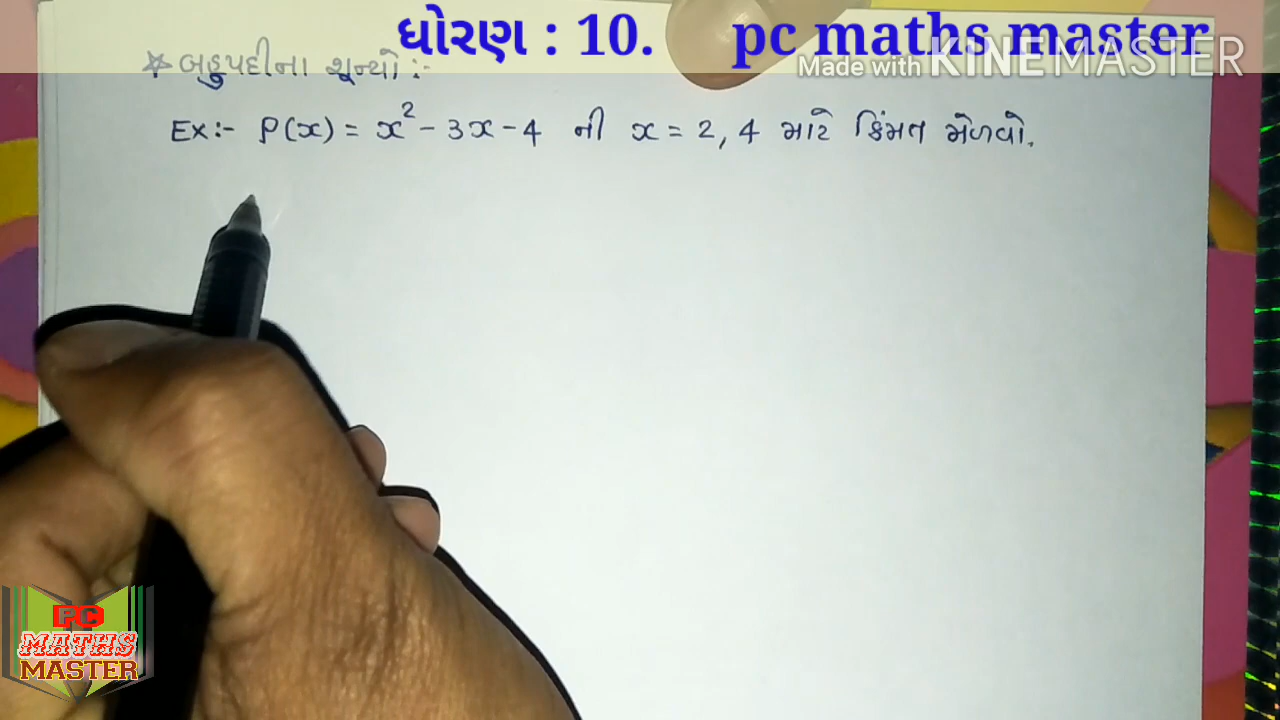 ધોરણ : 10. pc maths master
Made with KINEMASTER
* બહુપદીના શૂન્યો :-
Ex:- P(x) = x² - 3x - 4 ની x = 2, 4 માટે કિંમત મેળવો.
PC
MATHS
MASTER